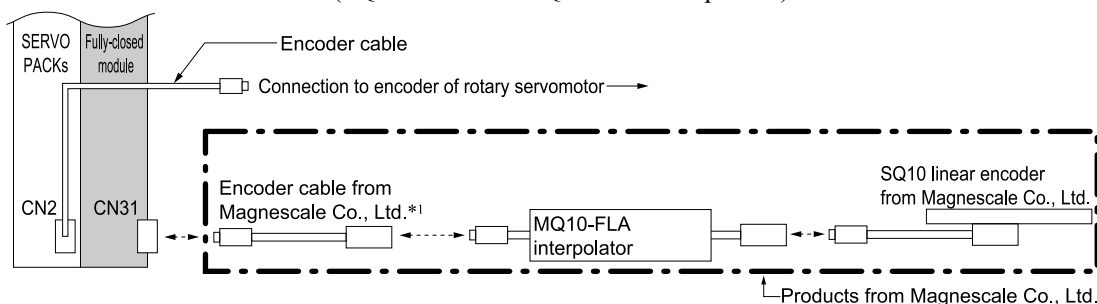 SERVO
PACKs
Fully-closed
module
Encoder cable
Connection to encoder of rotary servomotor
CN2
CN31
Encoder cable from
Magnescale Co., Ltd.*1
MQ10-FLA
interpolator
SQ10 linear encoder
from Magnescale Co., Ltd.
Products from Magnescale Co., Ltd.